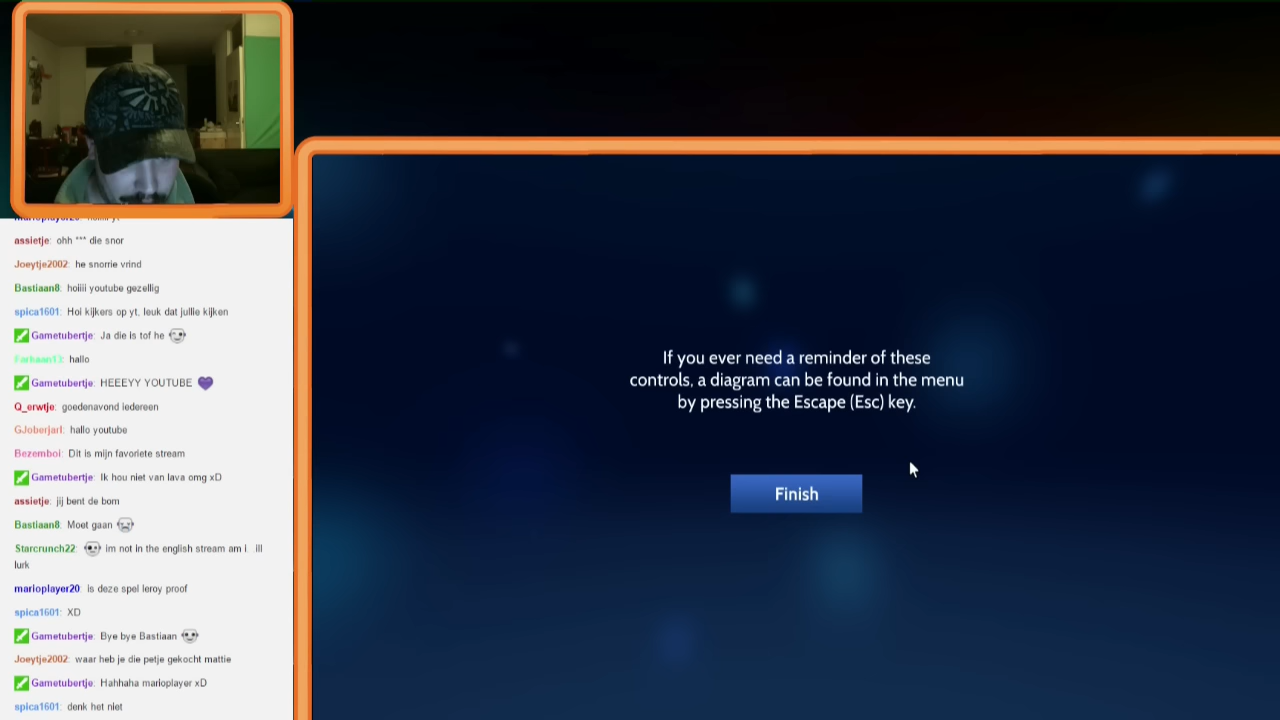 assietje: ohh *** die snor
Joeytje2002: he snorrie vrind
Bastiaan8: hoiiii youtube gezellig
spica1601: Hoi kijkers op yt, leuk dat jullie kijken
Gametubertje: Ja die is tof he
hallo
Gametubertje: HEEEYY YOUTUBE
Q_erwtje: goedenavond iedereen
GJoberjarl: hallo youtube
Bezemboi: Dit is mijn favoriete stream
Gametubertje: Ik hou niet van lava omg xD
assietje: jij bent de bom
Bastiaan8: Moet gaan
Starcrunch22: im not in the english stream am i ill
lurk
marioplayer20: is deze spel leroy proof
spica1601: XD
Gametubertje: Bye bye Bastiaan
Joeytje2002: waar heb je die petje gekocht mattie
Gametubertje: Hahhaha marioplayer xD
spica1601: denk het niet
If you ever need a reminder of these
controls, a diagram can be found in the menu
by pressing the Escape (Esc) key.
Finish